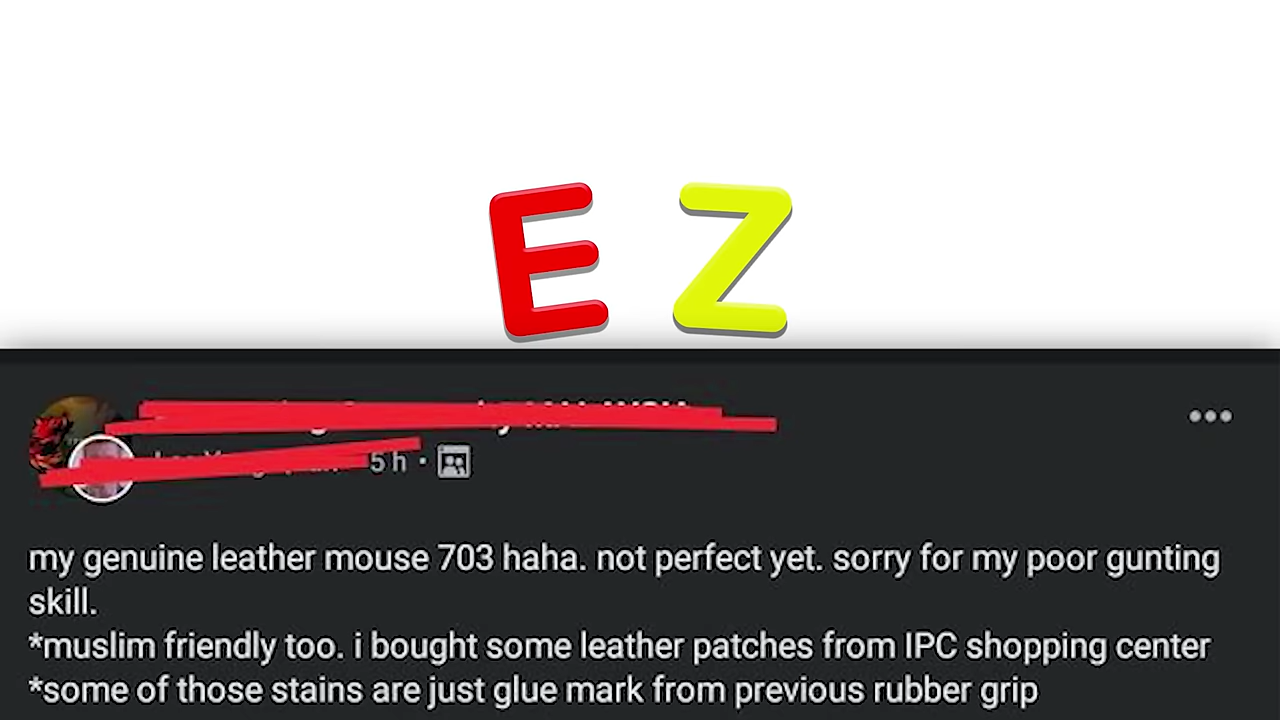 E Z
5 h
my genuine leather mouse 703 haha. not perfect yet. sorry for my poor gunting
skill.
*muslim friendly too. i bought some leather patches from IPC shopping center
*some of those stains are just glue mark from previous rubber grip